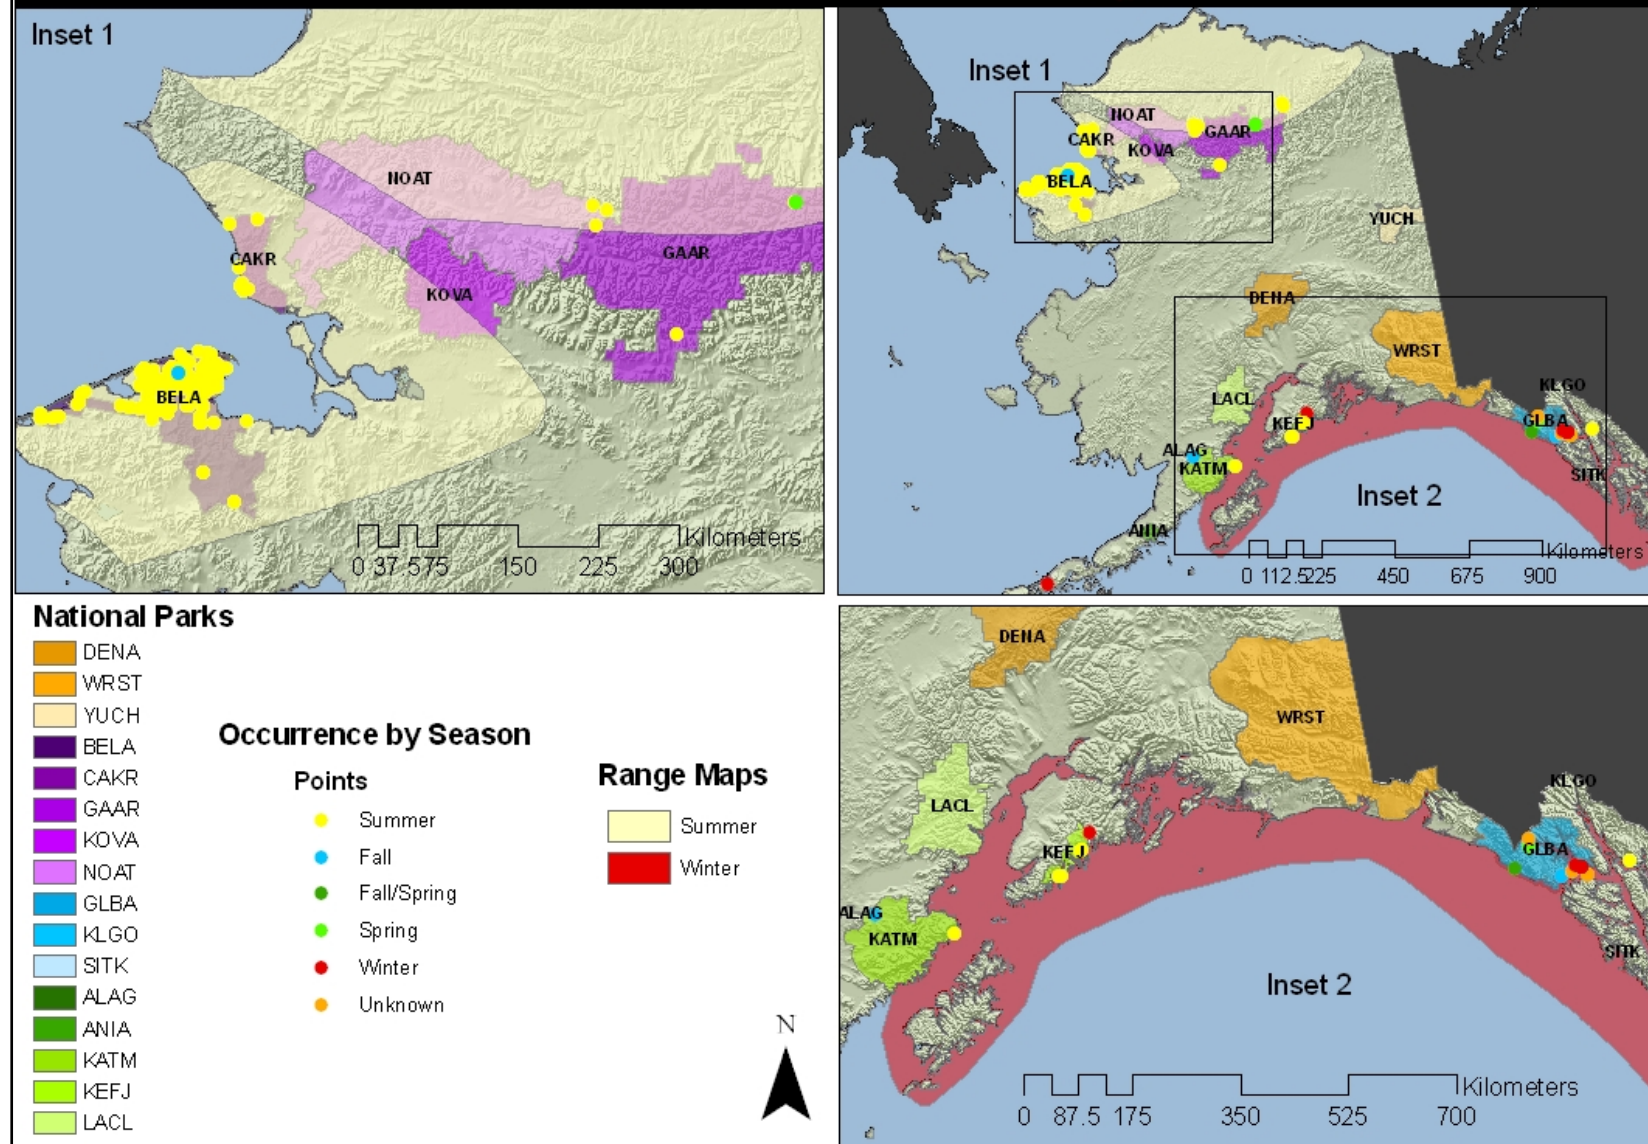 Inset 1
NOAT
CAKR
GAAR
KOVA
BELA
Kilometers
0 37.575 150 225 300
Inset 1
NOAT
GAAR
CAKR
KOVA
BELA
YUCH
DENA
WRST
KLGO
LACL
GLBA
KEFJ
ALAG
KATM
SITK
Inset 2
ANIA
Kilometers
0 112.5225 450 675 900
National Parks
DENA
WRST
YUCH
BELA
CAKR
GAAR
KOVA
NOAT
GLBA
KLGO
SITK
ALAG
ANIA
KATM
KEFJ
LACL
Occurrence by Season
Points
Summer
Fall
Fall/Spring
Spring
Winter
Unknown
Range Maps
Summer
Winter
N
DENA
WRST
KLGO
LACL
KEFJ
GLBA
ALAG
KATM
SITK
Inset 2
Kilometers
0 87.5 175 350 525 700